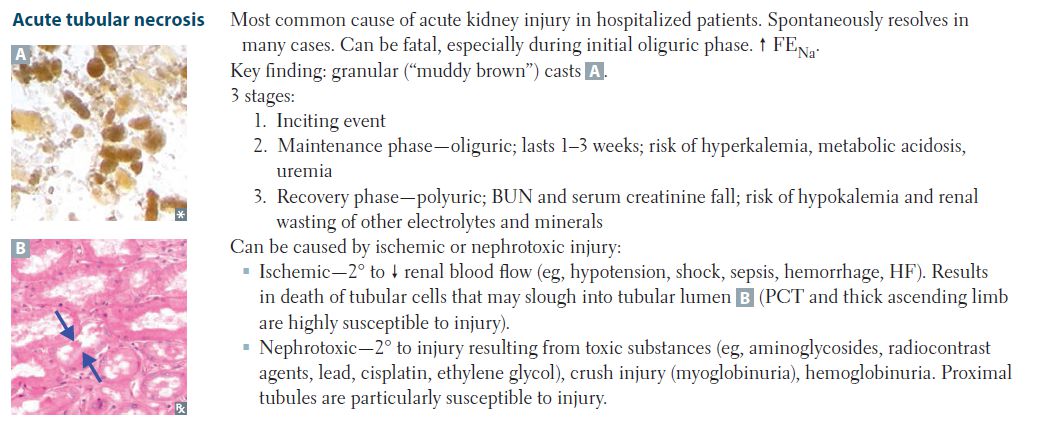 Acute tubular necrosis
A
*
B
℞
Most common cause of acute kidney injury in hospitalized patients. Spontaneously resolves in
many cases. Can be fatal, especially during initial oliguric phase. ↑ FENa.
Key finding: granular (“muddy brown”) casts A.
3 stages:
1. Inciting event
2. Maintenance phase—oliguric; lasts 1–3 weeks; risk of hyperkalemia, metabolic acidosis,
uremia
3. Recovery phase—polyuric; BUN and serum creatinine fall; risk of hypokalemia and renal
wasting of other electrolytes and minerals
Can be caused by ischemic or nephrotoxic injury:
▪ Ischemic—2° to ↓ renal blood flow (eg, hypotension, shock, sepsis, hemorrhage, HF). Results
in death of tubular cells that may slough into tubular lumen B (PCT and thick ascending limb
are highly susceptible to injury).
▪ Nephrotoxic—2° to injury resulting from toxic substances (eg, aminoglycosides, radiocontrast
agents, lead, cisplatin, ethylene glycol), crush injury (myoglobinuria), hemoglobinuria. Proximal
tubules are particularly susceptible to injury.